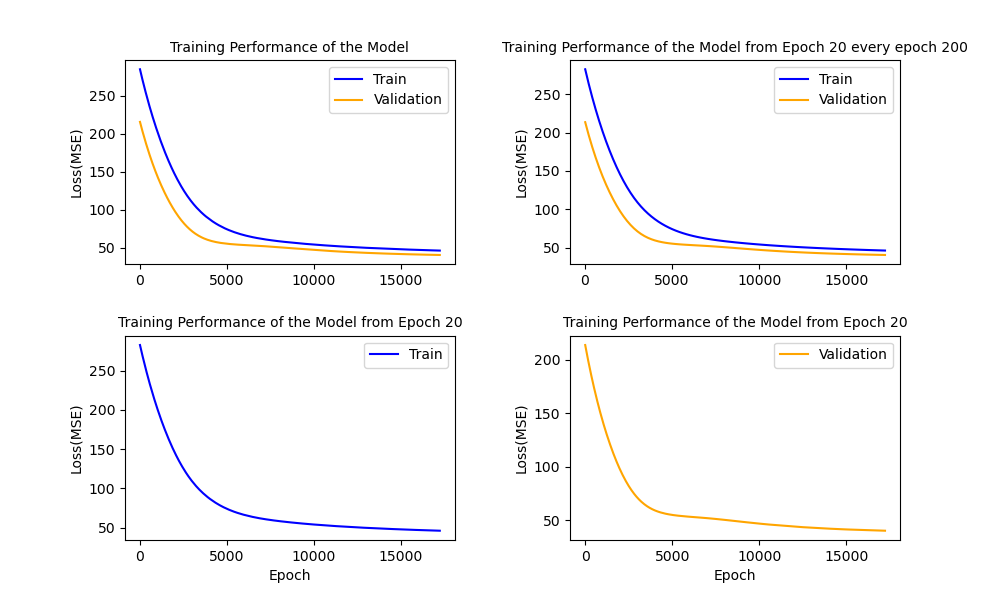 Training Performance of the Model
Loss(MSE)
250
200
150
100
50
0
5000
10000
15000
Train
Validation
Training Performance of the Model from Epoch 20 every epoch 200
Loss(MSE)
250
200
150
100
50
0
5000
10000
15000
Train
Validation
Training Performance of the Model from Epoch 20
Loss(MSE)
250
200
150
100
50
0
5000
10000
15000
Epoch
Train
Training Performance of the Model from Epoch 20
Loss(MSE)
200
150
100
50
0
5000
10000
15000
Epoch
Validation